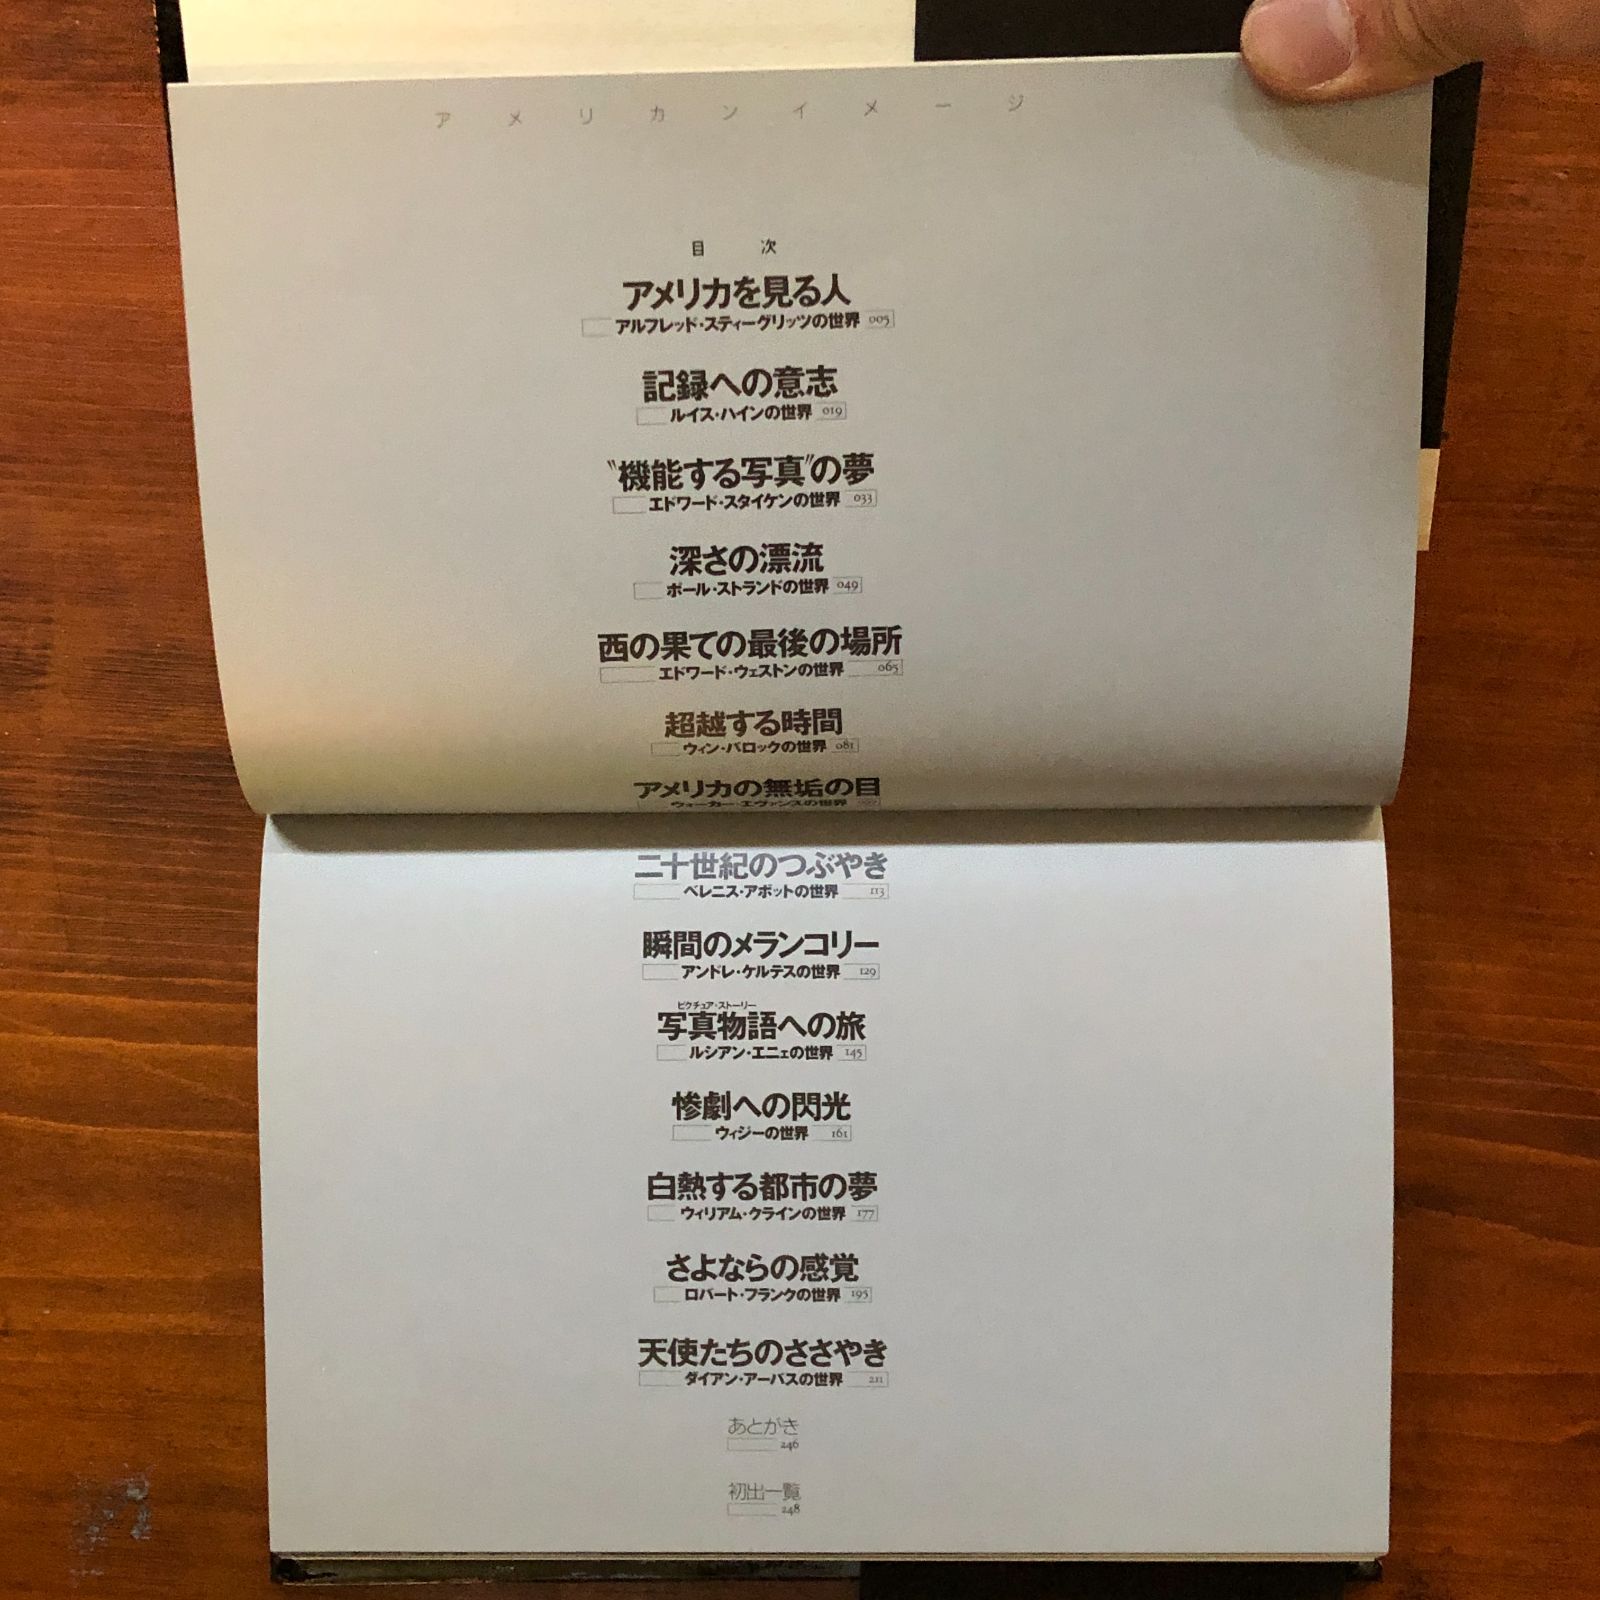 アメリカンイメージ
目次
アメリカを見る人
アルフレッド・スティーグリッツの世界 005
記録への意志
ルイス・ハインの世界 019
〝機能する写真〟の夢
エドワード・スタイケンの世界 033
深さの漂流
ポール・ストランドの世界 049
西の果ての最後の場所
エドワード・ウェストンの世界 065
超越する時間
ウィン・バロックの世界 081
アメリカの無垢の目
ウォーカー・エヴァンスの世界
二十世紀のつぶやき
ベレニス・アボットの世界 113
瞬間のメランコリー
アンドレ・ケルテスの世界 129
ピクチュア・ストーリー
写真物語への旅
ルシアン・エニェの世界 145
惨劇への閃光
ウィジーの世界 161
白熱する都市の夢
ウィリアム・クラインの世界 177
さよならの感覚
ロバート・フランクの世界 195
天使たちのささやき
ダイアン・アーバスの世界 211
あとがき
246
初出一覧
248